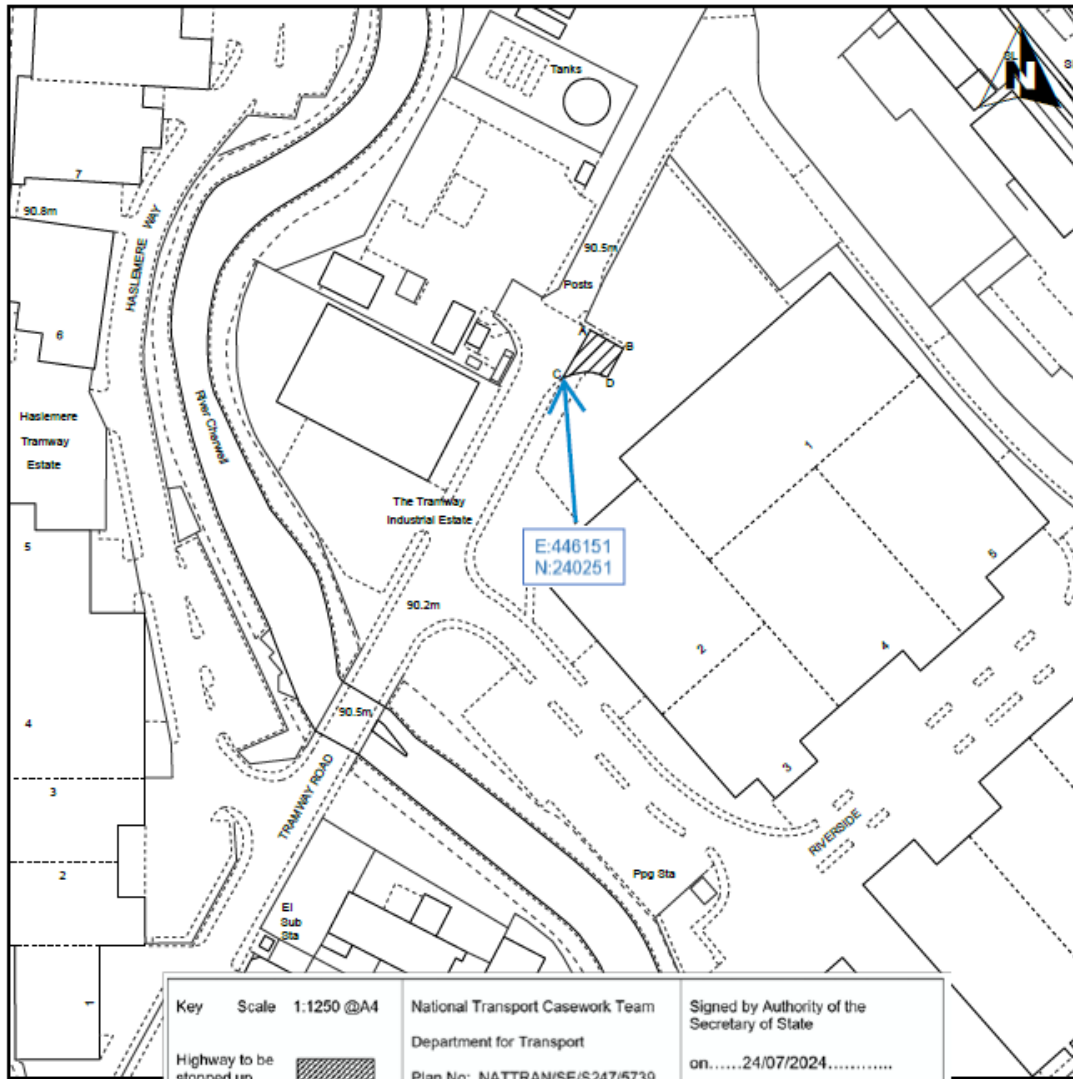 Tanks
SL
N
7
90.8m
HASLEMERE WAY
90.5m
Posts
6
A
B
C
D
River Cherwell
Haslemere
Tramway
Estate
1
The Tramway
Industrial Estate
5
E:446151
N:240251
5
90.2m
2
4
4
90.5m
TRAMWAY ROAD
3
3
RIVERSIDE
2
Ppg Sta
El
Sub
Sta
1
Key Scale 1:1250 @A4
Highway to be
stopped up
National Transport Casework Team
Department for Transport
Plan No: NATTRAN/SE/S247/5739
Signed by Authority of the
Secretary of State
on......24/07/2024............